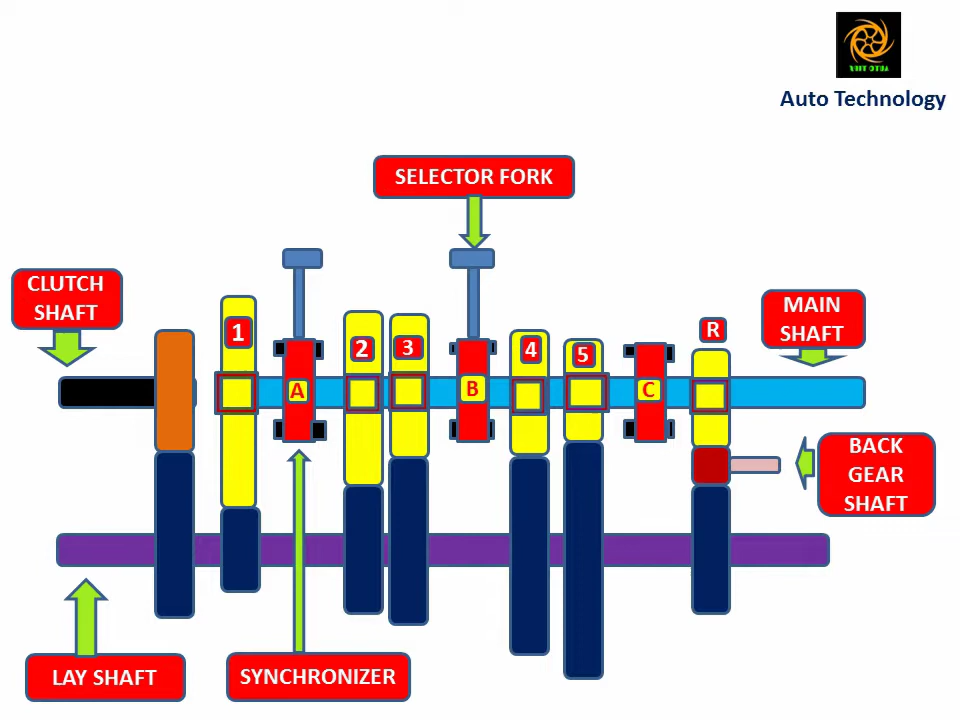 Auto Technology
SELECTOR FORK
CLUTCH
SHAFT
MAIN
SHAFT
1
2
3
4
5
R
A
B
C
BACK
GEAR
SHAFT
LAY SHAFT
SYNCHRONIZER